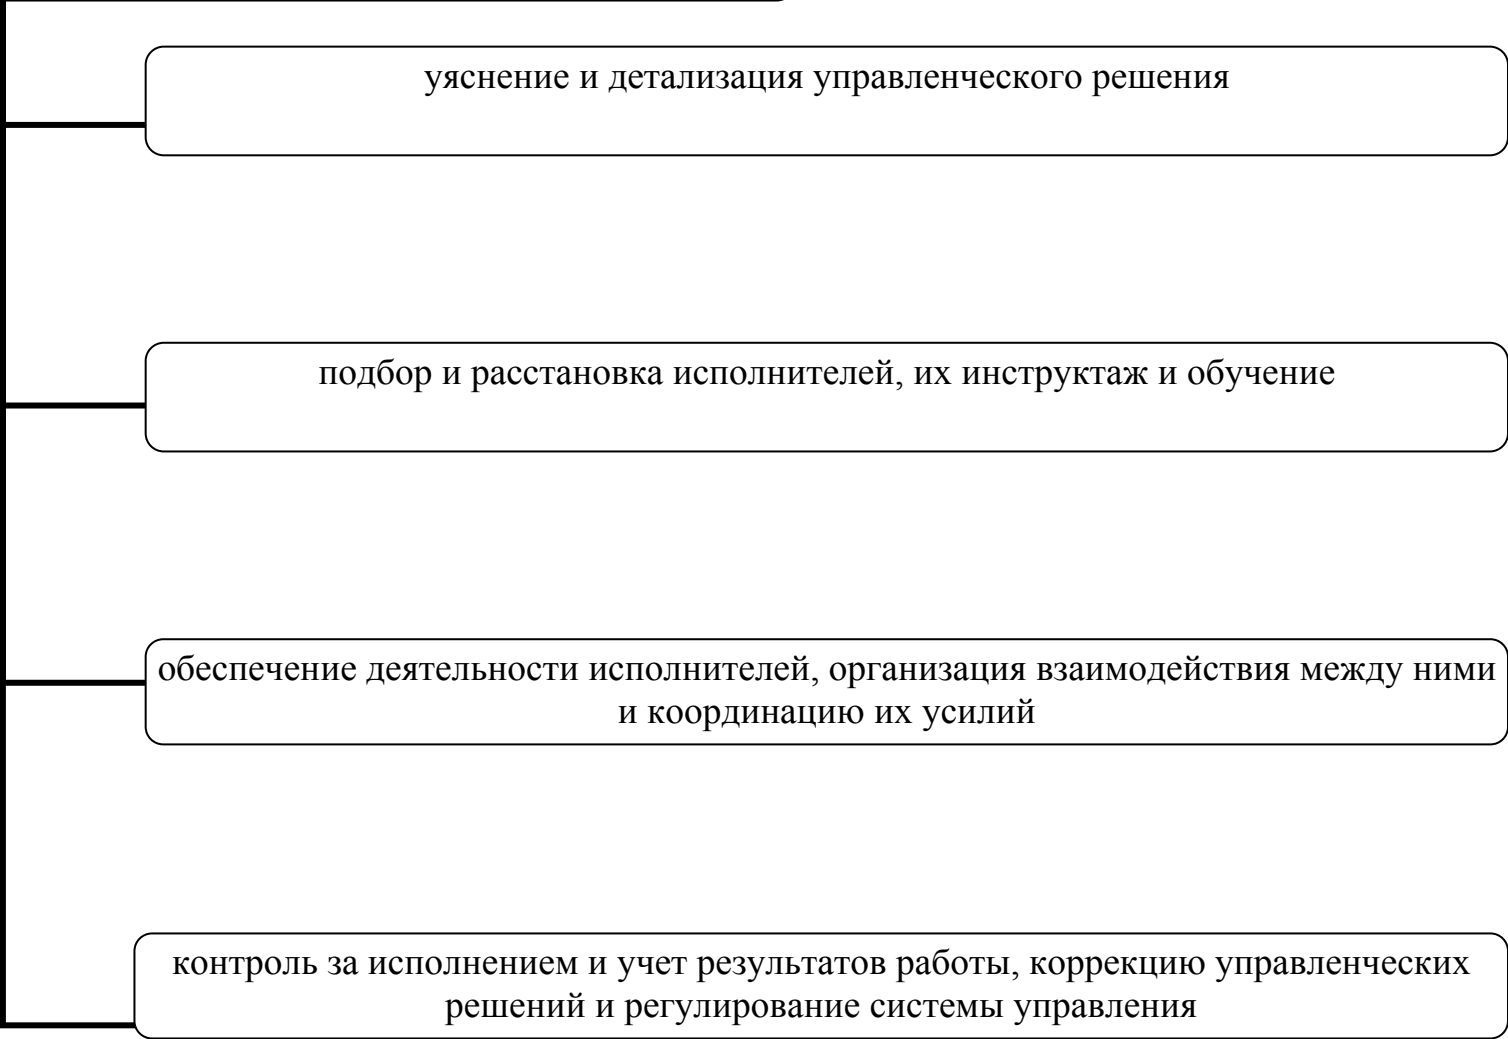 уяснение и детализация управленческого решения
подбор и расстановка исполнителей, их инструктаж и обучение
обеспечение деятельности исполнителей, организация взаимодействия между ними
и координацию их усилий
контроль за исполнением и учет результатов работы, коррекцию управленческих
решений и регулирование системы управления